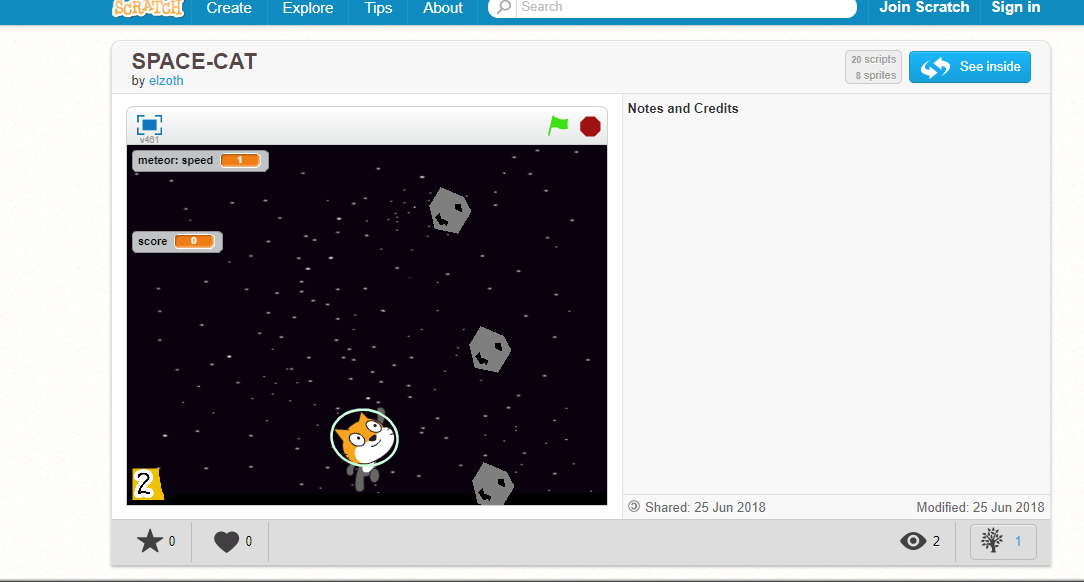 SCRATCH Create Explore Tips About Search Join Scratch Sign in
SPACE-CAT
by elzoth
20 scripts
8 sprites
See inside
v461
meteor: speed 1
score 0
2
Notes and Credits
Shared: 25 Jun 2018 Modified: 25 Jun 2018
0 0 2 1